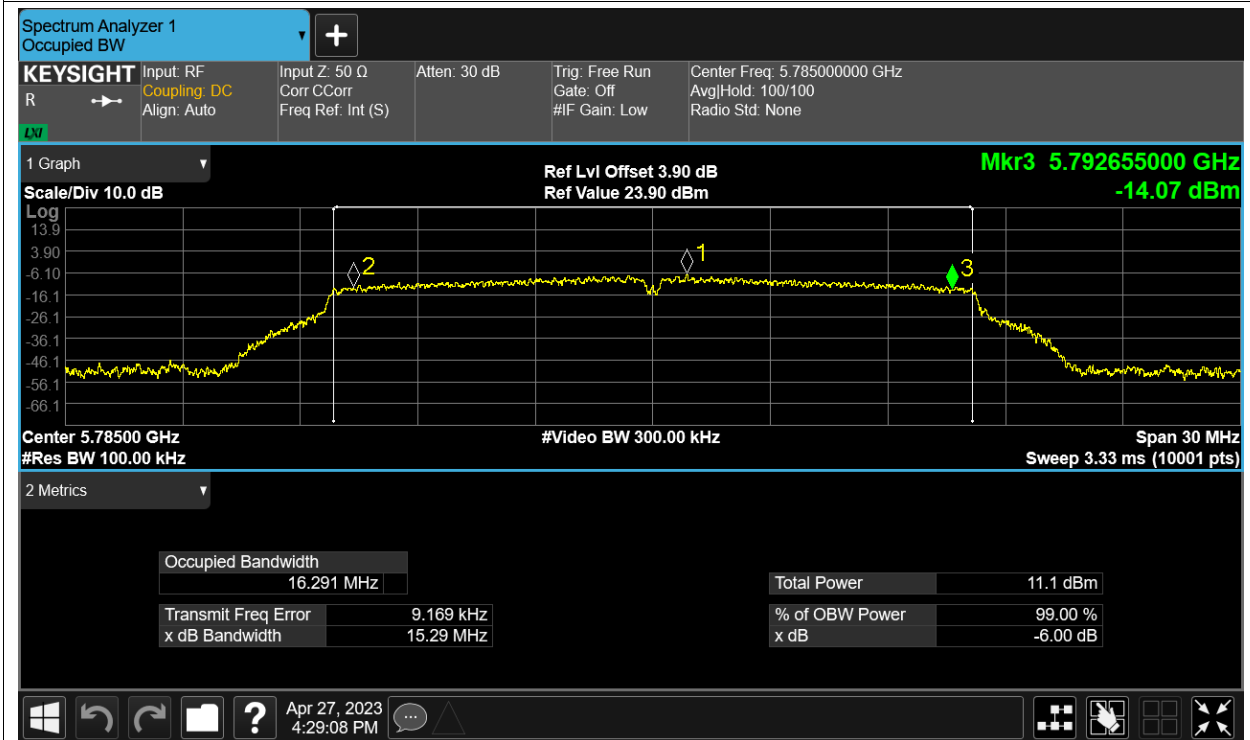 Spectrum Analyzer 1
Occupied BW
KEYSIGHT
R
LXI
Input: RF
Coupling: DC
Align: Auto
Input Z: 50 Ω
Corr CCorr
Freq Ref: Int (S)
Atten: 30 dB
Trig: Free Run
Gate: Off
#IF Gain: Low
Center Freq: 5.785000000 GHz
Avg|Hold: 100/100
Radio Std: None
1 Graph
Scale/Div 10.0 dB
Ref Lvl Offset 3.90 dB
Ref Value 23.90 dBm
Mkr3 5.792655000 GHz
-14.07 dBm
Log
13.9
3.90
-6.10
-16.1
-26.1
-36.1
-46.1
-56.1
-66.1
2
1
3
Center 5.78500 GHz
#Video BW 300.00 kHz
Span 30 MHz
#Res BW 100.00 kHz
Sweep 3.33 ms (10001 pts)
2 Metrics
Occupied Bandwidth
16.291 MHz
Total Power 11.1 dBm
Transmit Freq Error 9.169 kHz
% of OBW Power 99.00 %
x dB Bandwidth 15.29 MHz
x dB -6.00 dB
?
Apr 27, 2023
4:29:08 PM